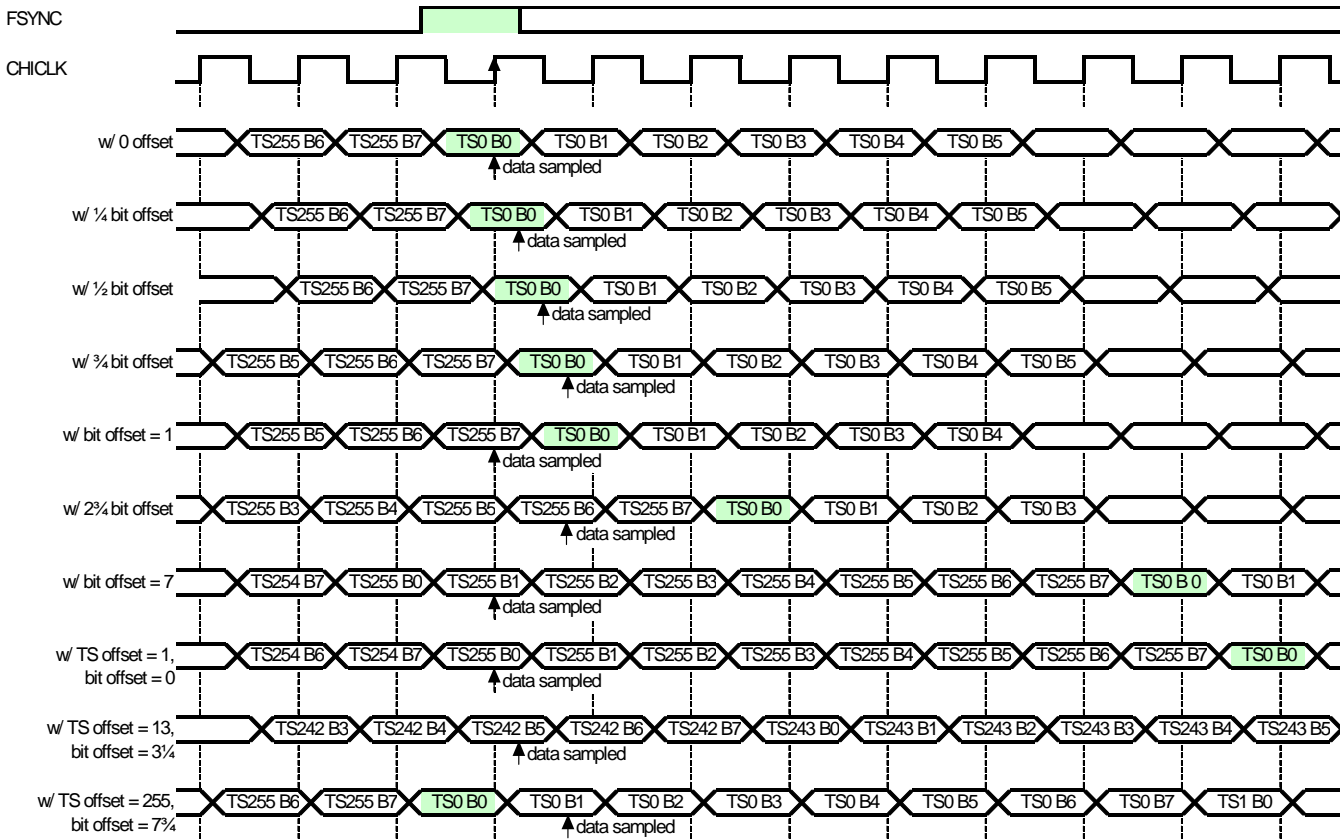 FSYNC
CHICLK
w/ 0 offset TS255 B6 TS255 B7 TS0 B0 TS0 B1 TS0 B2 TS0 B3 TS0 B4 TS0 B5
data sampled
w/ ¼ bit offset TS255 B6 TS255 B7 TS0 B0 TS0 B1 TS0 B2 TS0 B3 TS0 B4 TS0 B5
data sampled
w/ ½ bit offset TS255 B6 TS255 B7 TS0 B0 TS0 B1 TS0 B2 TS0 B3 TS0 B4 TS0 B5
data sampled
w/ ¾ bit offset TS255 B5 TS255 B6 TS255 B7 TS0 B0 TS0 B1 TS0 B2 TS0 B3 TS0 B4 TS0 B5
data sampled
w/ bit offset = 1 TS255 B5 TS255 B6 TS255 B7 TS0 B0 TS0 B1 TS0 B2 TS0 B3 TS0 B4
data sampled
w/ 2¾ bit offset TS255 B3 TS255 B4 TS255 B5 TS255 B6 TS255 B7 TS0 B0 TS0 B1 TS0 B2 TS0 B3
data sampled
w/ bit offset = 7 TS254 B7 TS255 B0 TS255 B1 TS255 B2 TS255 B3 TS255 B4 TS255 B5 TS255 B6 TS255 B7 TS0 B 0 TS0 B1
data sampled
w/ TS offset = 1, TS254 B6 TS254 B7 TS255 B0 TS255 B1 TS255 B2 TS255 B3 TS255 B4 TS255 B5 TS255 B6 TS255 B7 TS0 B0
bit offset = 0 data sampled
w/ TS offset = 13, TS242 B3 TS242 B4 TS242 B5 TS242 B6 TS242 B7 TS243 B0 TS243 B1 TS243 B2 TS243 B3 TS243 B4 TS243 B5
bit offset = 3¼ data sampled
w/ TS offset = 255, TS255 B6 TS255 B7 TS0 B0 TS0 B1 TS0 B2 TS0 B3 TS0 B4 TS0 B5 TS0 B6 TS0 B7 TS1 B0
bit offset = 7¾ data sampled